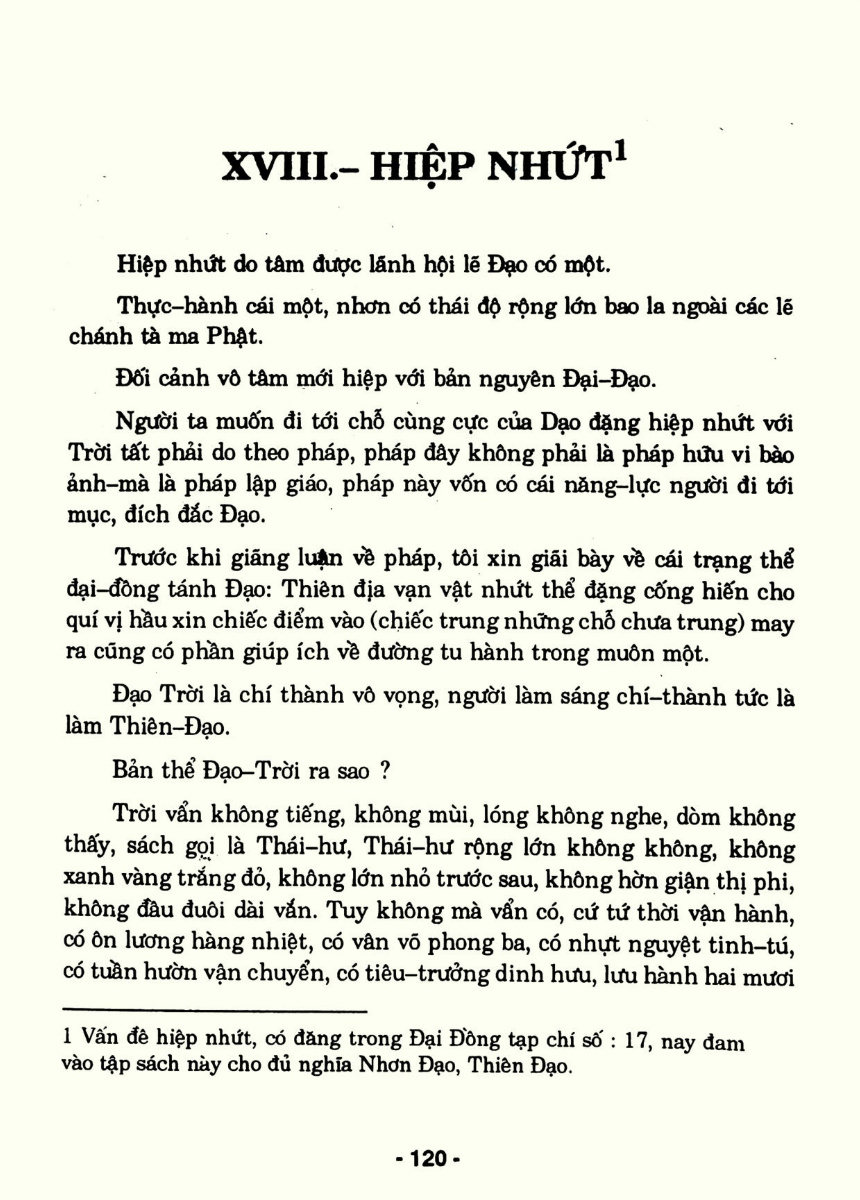 XVIII.– HIỆP NHỨT¹
Hiệp nhứt do tâm được lãnh hội lẽ Đạo có một.
Thực–hành cái một, nhơn có thái độ rộng lớn bao la ngoài các lẽ
chánh tà ma Phật.
Đối cảnh vô tâm mới hiệp với bản nguyên Đại–Đạo.
Người ta muốn đi tới chỗ cùng cực của Dạo đặng hiệp nhứt với
Trời tất phải do theo pháp, pháp đây không phải là pháp hữu vi bào
ảnh–mà là pháp lập giáo, pháp này vốn có cái năng–lực người đi tới
mục, đích đắc Đạo.
Trước khi giãng luận về pháp, tôi xin giãi bày về cái trạng thể
đại–đồng tánh Đạo: Thiên địa vạn vật nhứt thể đặng cống hiến cho
quí vị hầu xin chiếc điểm vào (chiếc trung những chỗ chưa trung) may
ra cũng có phần giúp ích về đường tu hành trong muôn một.
Đạo Trời là chí thành vô vọng, người làm sáng chí–thành tức là
làm Thiên–Đạo.
Bản thể Đạo–Trời ra sao ?
Trời vẩn không tiếng, không mùi, lóng không nghe, dòm không
thấy, sách gọi là Thái–hư, Thái–hư rộng lớn không không, không
xanh vàng trắng đỏ, không lớn nhỏ trước sau, không hờn giận thị phi,
không đầu đuôi dài vắn. Tuy không mà vẩn có, cứ tứ thời vận hành,
có ôn lương hàng nhiệt, có vân võ phong ba, có nhựt nguyệt tinh–tú,
có tuần hườn vận chuyển, có tiêu–trưởng dinh hưu, lưu hành hai mươi
1 Vấn đề hiệp nhứt, có đăng trong Đại Đồng tạp chí số : 17, nay đam
vào tập sách này cho đủ nghĩa Nhơn Đạo, Thiên Đạo.
- 120 -